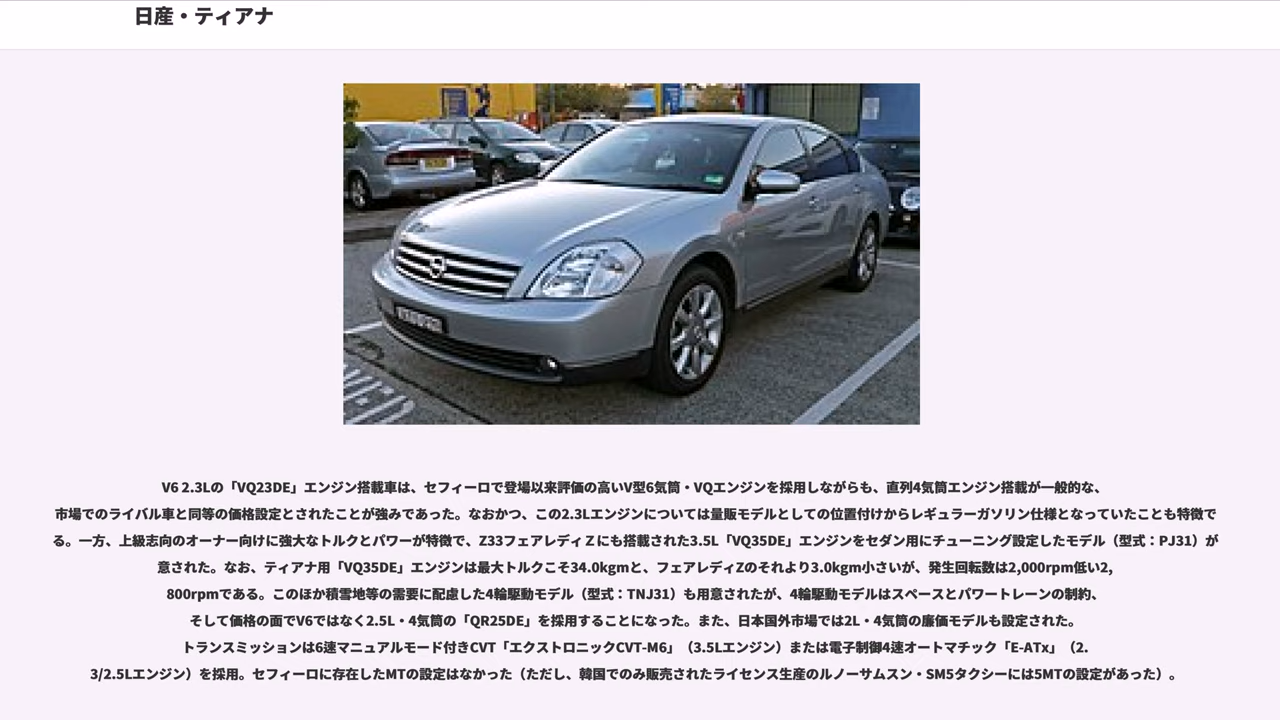 日産・ティアナ
V6 2.3Lの「VQ23DE」エンジン搭載車は、セフィーロで登場以来評価の高いV型6気筒・VQエンジンを採用しながらも、直列4気筒エンジン搭載が一般的な、
市場でのライバル車と同等の価格設定とされたことが強みであった。なおかつ、この2.3Lエンジンについては量販モデルとしての位置付けからレギュラーガソリン仕様となっていたことも特徴で
る。一方、上級志向のオーナー向けに強大なトルクとパワーが特徴で、Z33フェアレディＺにも搭載された3.5L「VQ35DE」エンジンをセダン用にチューニング設定したモデル（型式：PJ31）が
意された。なお、ティアナ用「VQ35DE」エンジンは最大トルクこそ34.0kgmと、フェアレディZのそれより3.0kgm小さいが、発生回転数は2,000rpm低い2,
800rpmである。このほか積雪地等の需要に配慮した4輪駆動モデル（型式：TNJ31）も用意されたが、4輪駆動モデルはスペースとパワートレーンの制約、
そして価格の面でV6ではなく2.5L・4気筒の「QR25DE」を採用することになった。また、日本国外市場では2L・4気筒の廉価モデルも設定された。
トランスミッションは6速マニュアルモード付きCVT「エクストロニックCVT-M6」（3.5Lエンジン）または電子制御4速オートマチック「E-ATx」（2.
3/2.5Lエンジン）を採用。セフィーロに存在したMTの設定はなかった（ただし、韓国でのみ販売されたライセンス生産のルノーサムスン・SM5タクシーには5MTの設定があった）。